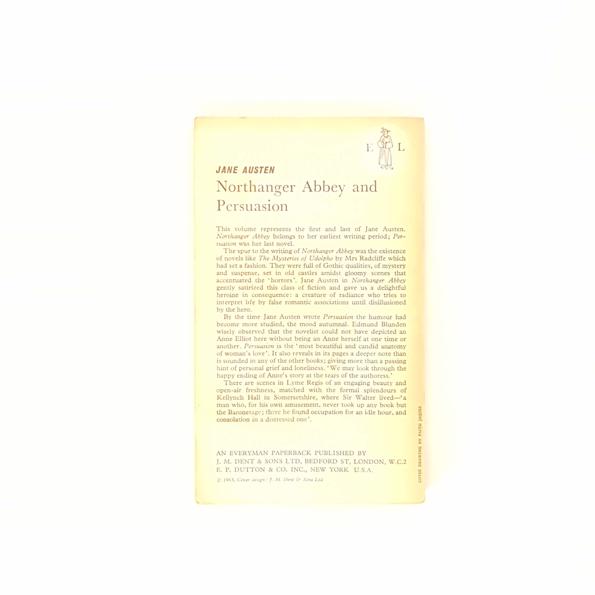 E L
JANE AUSTEN
Northanger Abbey and
Persuasion
This volume represents the first and last of Jane Austen.
Northanger Abbey belongs to her earliest writing period; Per-
suasion was her last novel.
The spur to the writing of Northanger Abbey was the existence
of novels like The Mysteries of Udolpho by Mrs Radcliffe which
had set a fashion. They were full of Gothic qualities, of mystery
and suspense, set in old castles amidst gloomy scenes that
accentuated the 'horrors'. Jane Austen in Northanger Abbey
gently satirized this class of fiction and gave us a delightful
heroine in consequence: a creature of radiance who tries to
interpret life by false romantic associations until disillusioned
by the hero.
By the time Jane Austen wrote Persuasion the humour had
become more studied, the mood autumnal. Edmund Blunden
wisely observed that the novelist could not have depicted an
Anne Elliot here without being an Anne herself at one time or
another. Persuasion is the 'most beautiful and candid anatomy
of woman's love'. It also reveals in its pages a deeper note than
is sounded in any of the other books; giving more than a passing
hint of personal grief and loneliness. 'We may look through the
happy ending of Anne's story at the tears of the authoress.'
There are scenes in Lyme Regis of an engaging beauty and
open-air freshness, matched with the formal splendours of
Kellynch Hall in Somersetshire, where Sir Walter lived—'a
man who, for his own amusement, never took up any book but
the Baronetage; there he found occupation for an idle hour, and
consolation in a distressed one'.
AN EVERYMAN PAPERBACK PUBLISHED BY
J. M. DENT & SONS LTD, BEDFORD ST, LONDON, W.C.2
E. P. DUTTON & CO. INC., NEW YORK U.S.A.
© 1963, Cover design: J. M. Dent & Sons Ltd